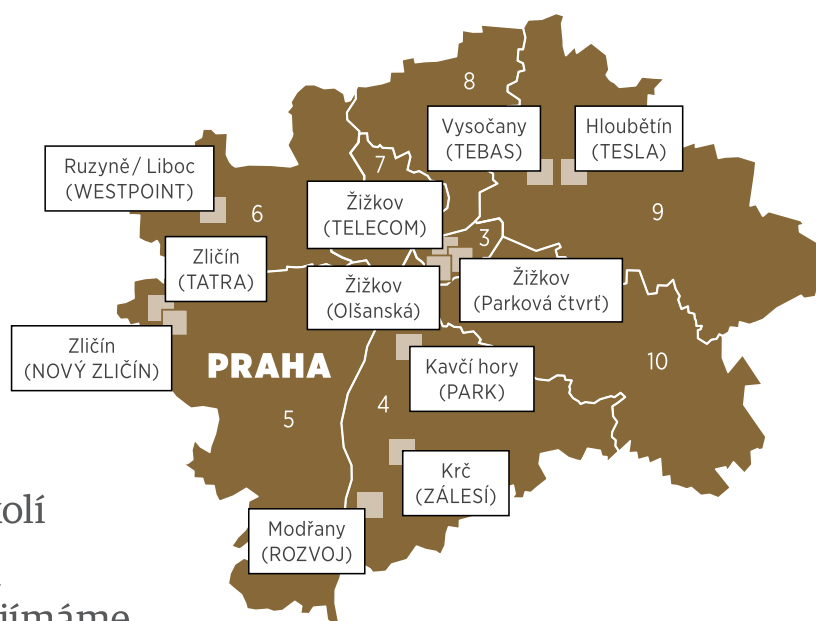 8
Vysočany
(TEBAS)
Hloubětín
(TESLA)
7
Ruzyně / Liboc
(WESTPOINT)
6
Žižkov
(TELECOM)
9
3
Zličín
(TATRA)
Žižkov
(Olšanská)
Žižkov
(Parková čtvrť)
Zličín
(NOVÝ ZLIČÍN)
PRAHA
Kavčí hory
(PARK)
10
4
5
Krč
(ZÁLESÍ)
Modřany
(ROZVOJ)